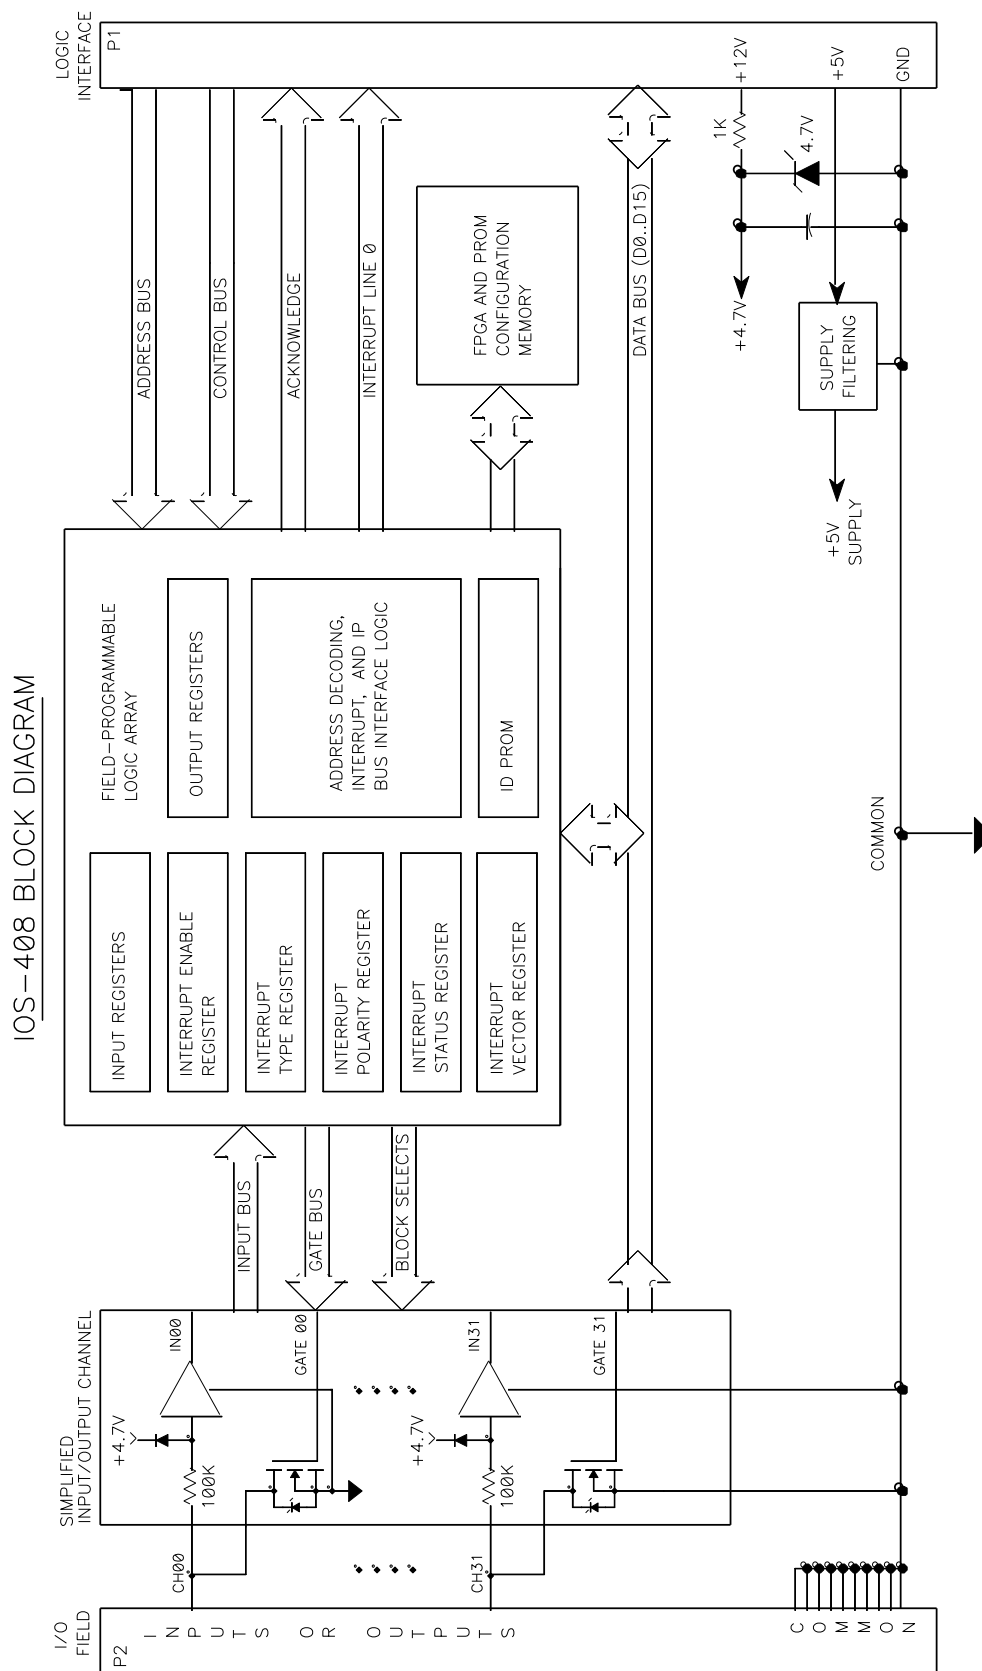 IOS-408 BLOCK DIAGRAM
I/O
FIELD
P2
INPUTS OR OUTPUTS
COMMON
CH00
CH31
SIMPLIFIED
INPUT/OUTPUT CHANNEL
+4.7V
100K
IN00
GATE 00
+4.7V
100K
IN31
GATE 31
INPUT BUS
GATE BUS
BLOCK SELECTS
FIELD-PROGRAMMABLE
LOGIC ARRAY
INPUT REGISTERS
INTERRUPT ENABLE
REGISTER
INTERRUPT
TYPE REGISTER
INTERRUPT
POLARITY REGISTER
INTERRUPT
STATUS REGISTER
INTERRUPT
VECTOR REGISTER
OUTPUT REGISTERS
ADDRESS DECODING,
INTERRUPT, AND IP
BUS INTERFACE LOGIC
ID PROM
COMMON
ADDRESS BUS
CONTROL BUS
ACKNOWLEDGE
INTERRUPT LINE 0
FPGA AND PROM
CONFIGURATION
MEMORY
DATA BUS (D0..D15)
+4.7V
1K
4.7V
+5V
SUPPLY
SUPPLY
FILTERING
LOGIC
INTERFACE
P1
+12V
+5V
GND